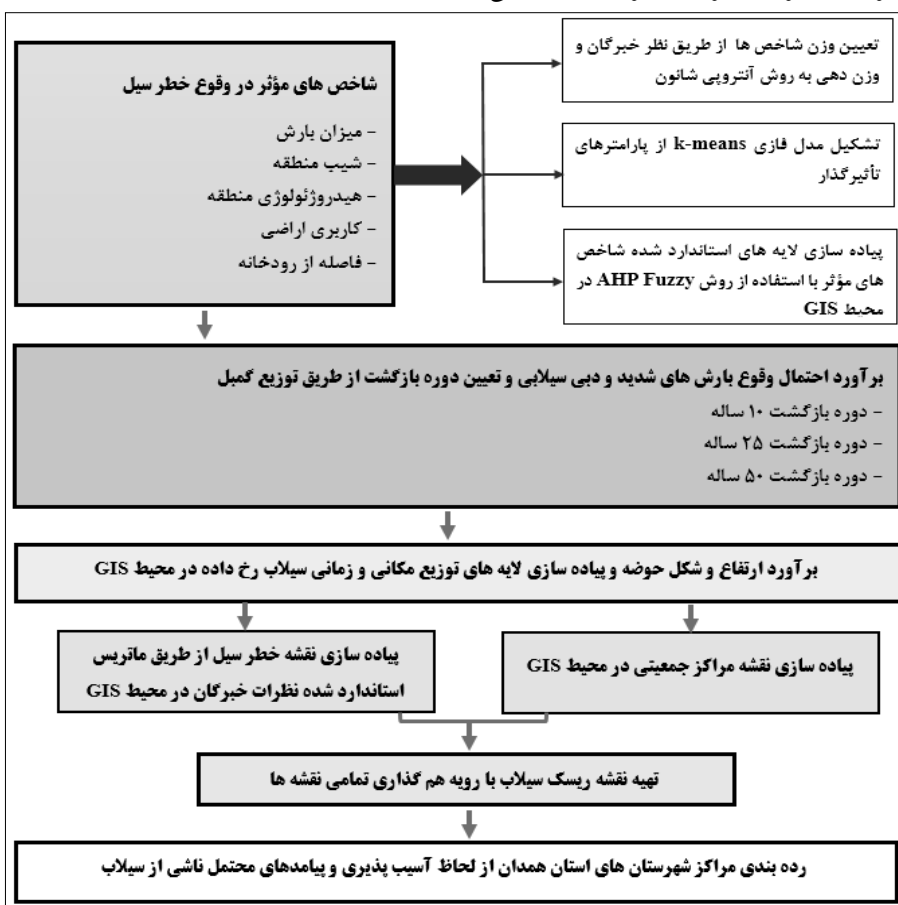 شاخص های مؤثر در وقوع خطر سیل
- میزان بارش
- شیب منطقه
- هیدروژئولوژی منطقه
- کاربری اراضی
- فاصله از رودخانه
تعیین وزن شاخص ها از طریق نظر خبرگان و
وزن دهی به روش آنتروپی شانون
تشکیل مدل فازی k-means از پارامترهای
تأثیرگذار
پیاده سازی لایه های استاندارد شده شاخص
های مؤثر با استفاده از روش AHP Fuzzy در
محیط GIS
برآورد احتمال وقوع بارش های شدید و دبی سیلابی و تعیین دوره بازگشت از طریق توزیع گمبل
- دوره بازگشت ۱۰ ساله
- دوره بازگشت ۲۵ ساله
- دوره بازگشت ۵۰ ساله
برآورد ارتفاع و شکل حوضه و پیاده سازی لایه های توزیع مکانی و زمانی سیلاب رخ داده در محیط GIS
پیاده سازی نقشه مراکز جمعیتی در محیط GIS
پیاده سازی نقشه خطر سیل از طریق ماتریس
استاندارد شده نظرات خبرگان در محیط GIS
تهیه نقشه ریسک سیلاب با رویه هم گذاری تمامی نقشه ها
رده بندی مراکز شهرستان های استان همدان از لحاظ آسیب پذیری و پیامدهای محتمل ناشی از سیلاب